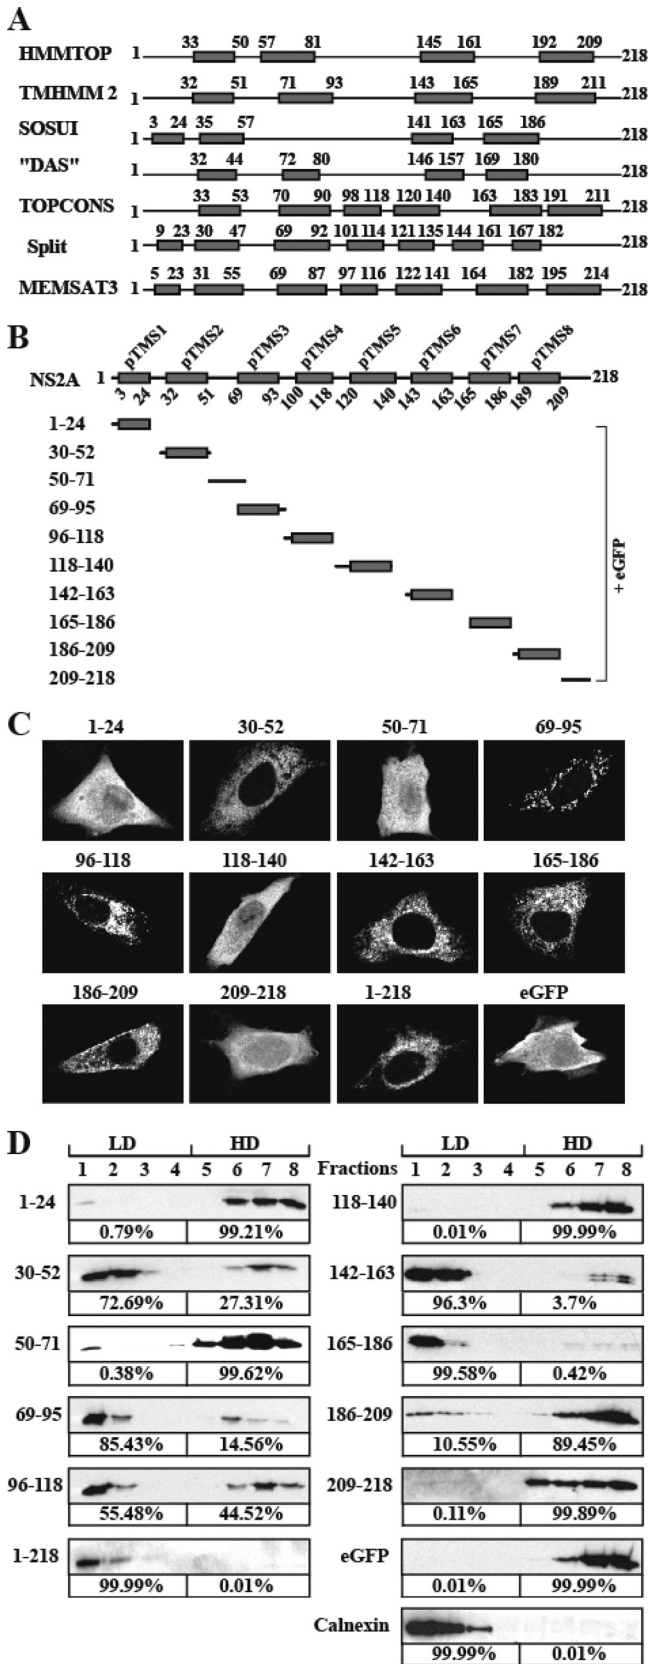 A
33 50 57 81 145 161 192 209
HMMTOP 1 218
32 51 71 93 143 165 189 211
TMHMM 2 1 218
3 24 35 57 141 163 165 186
SOSUI 1 218
32 44 72 80 146 157 169 180
"DAS" 1 218
33 53 70 90 98 118 120 140 163 183 191 211
TOPCONS 1 218
9 23 30 47 69 92 101 114 121 135 144 161 167 182
Split 1 218
5 23 31 55 69 87 97 116 122 141 164 182 195 214
MEMSAT3 1 218
B
pTMS1 pTMS2 pTMS3 pTMS4 pTMS5 pTMS6 pTMS7 pTMS8
NS2A 1 218
3 24 32 51 69 93 100 118 120 140 143 163 165 186 189 209
1-24
30-52
50-71
69-95
96-118
118-140
142-163
165-186
186-209
209-218
+ eGFP
C
1-24 30-52 50-71 69-95
96-118 118-140 142-163 165-186
186-209 209-218 1-218 eGFP
D
LD HD LD HD
1 2 3 4 5 6 7 8 Fractions 1 2 3 4 5 6 7 8
1-24 118-140
0.79% 99.21% 0.01% 99.99%
30-52 142-163
72.69% 27.31% 96.3% 3.7%
50-71 165-186
0.38% 99.62% 99.58% 0.42%
69-95 186-209
85.43% 14.56% 10.55% 89.45%
96-118 209-218
55.48% 44.52% 0.11% 99.89%
1-218 eGFP
99.99% 0.01% 0.01% 99.99%
Calnexin
99.99% 0.01%